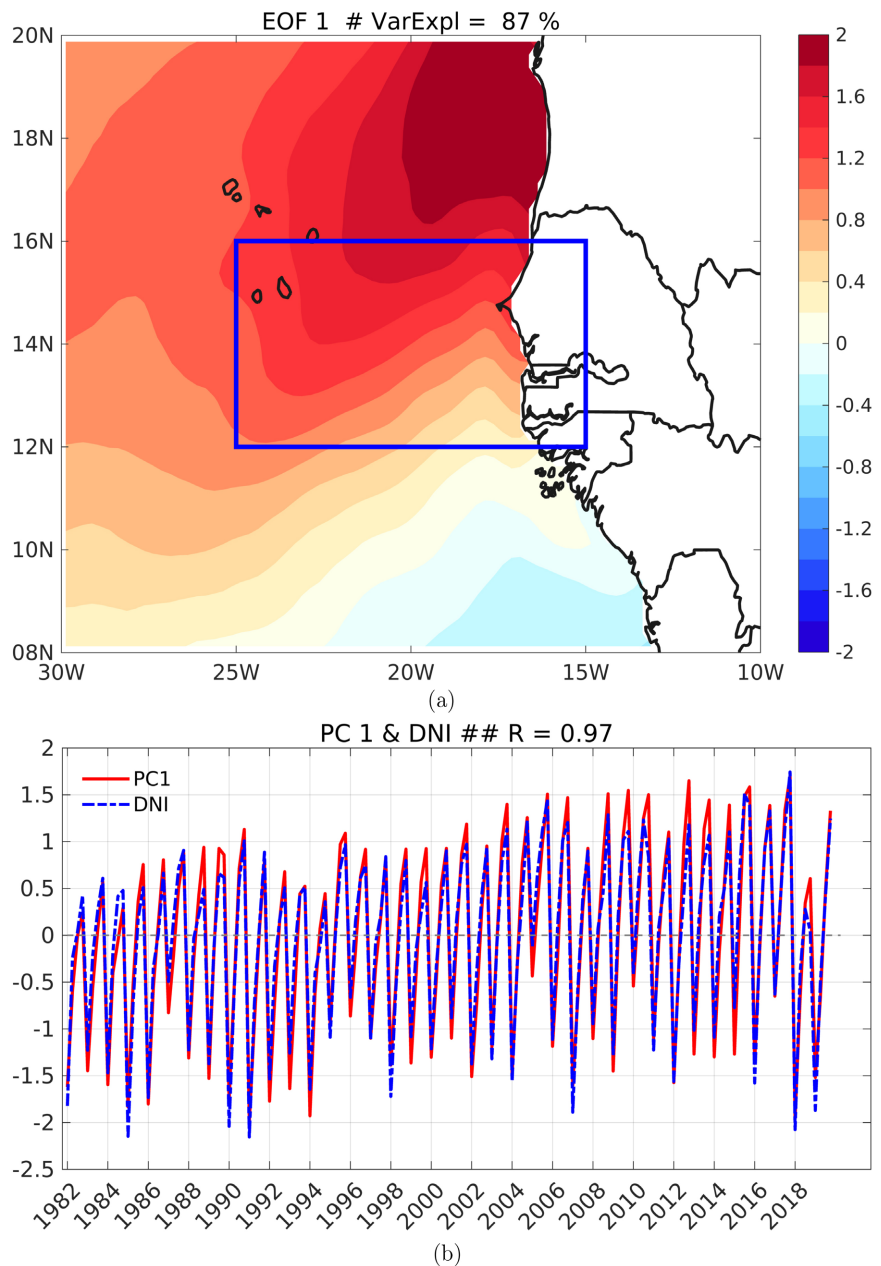 EOF 1 # VarExpl = 87 %
20N
18N
16N
14N
12N
10N
08N
30W 25W 20W 15W 10W
2
1.6
1.2
0.8
0.4
0
-0.4
-0.8
-1.2
-1.6
-2
(a)
PC 1 & DNI ## R = 0.97
2
1.5
1
0.5
0
-0.5
-1
-1.5
-2
-2.5
PC1
DNI
1982 1984 1986 1988 1990 1992 1994 1996 1998 2000 2002 2004 2006 2008 2010 2012 2014 2016 2018
(b)